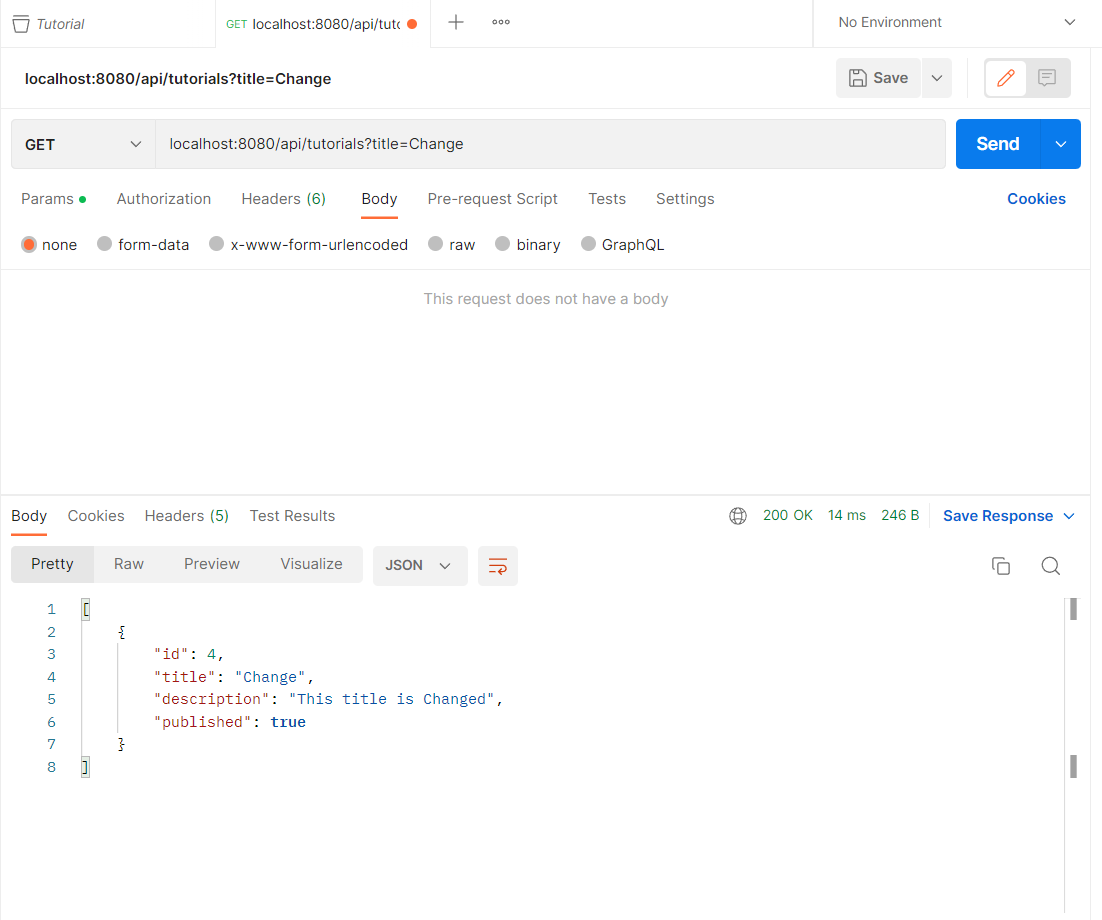 Tutorial
GET localhost:8080/api/tuto
No Environment
localhost:8080/api/tutorials?title=Change
Save
GET
localhost:8080/api/tutorials?title=Change
Send
Params
Authorization
Headers (6)
Body
Pre-request Script
Tests
Settings
Cookies
none
form-data
x-www-form-urlencoded
raw
binary
GraphQL
This request does not have a body
Body
Cookies
Headers (5)
Test Results
200 OK
14 ms
246 B
Save Response
Pretty
Raw
Preview
Visualize
JSON
1 [
2 {
3 "id": 4,
4 "title": "Change",
5 "description": "This title is Changed",
6 "published": true
7 }
8 ]